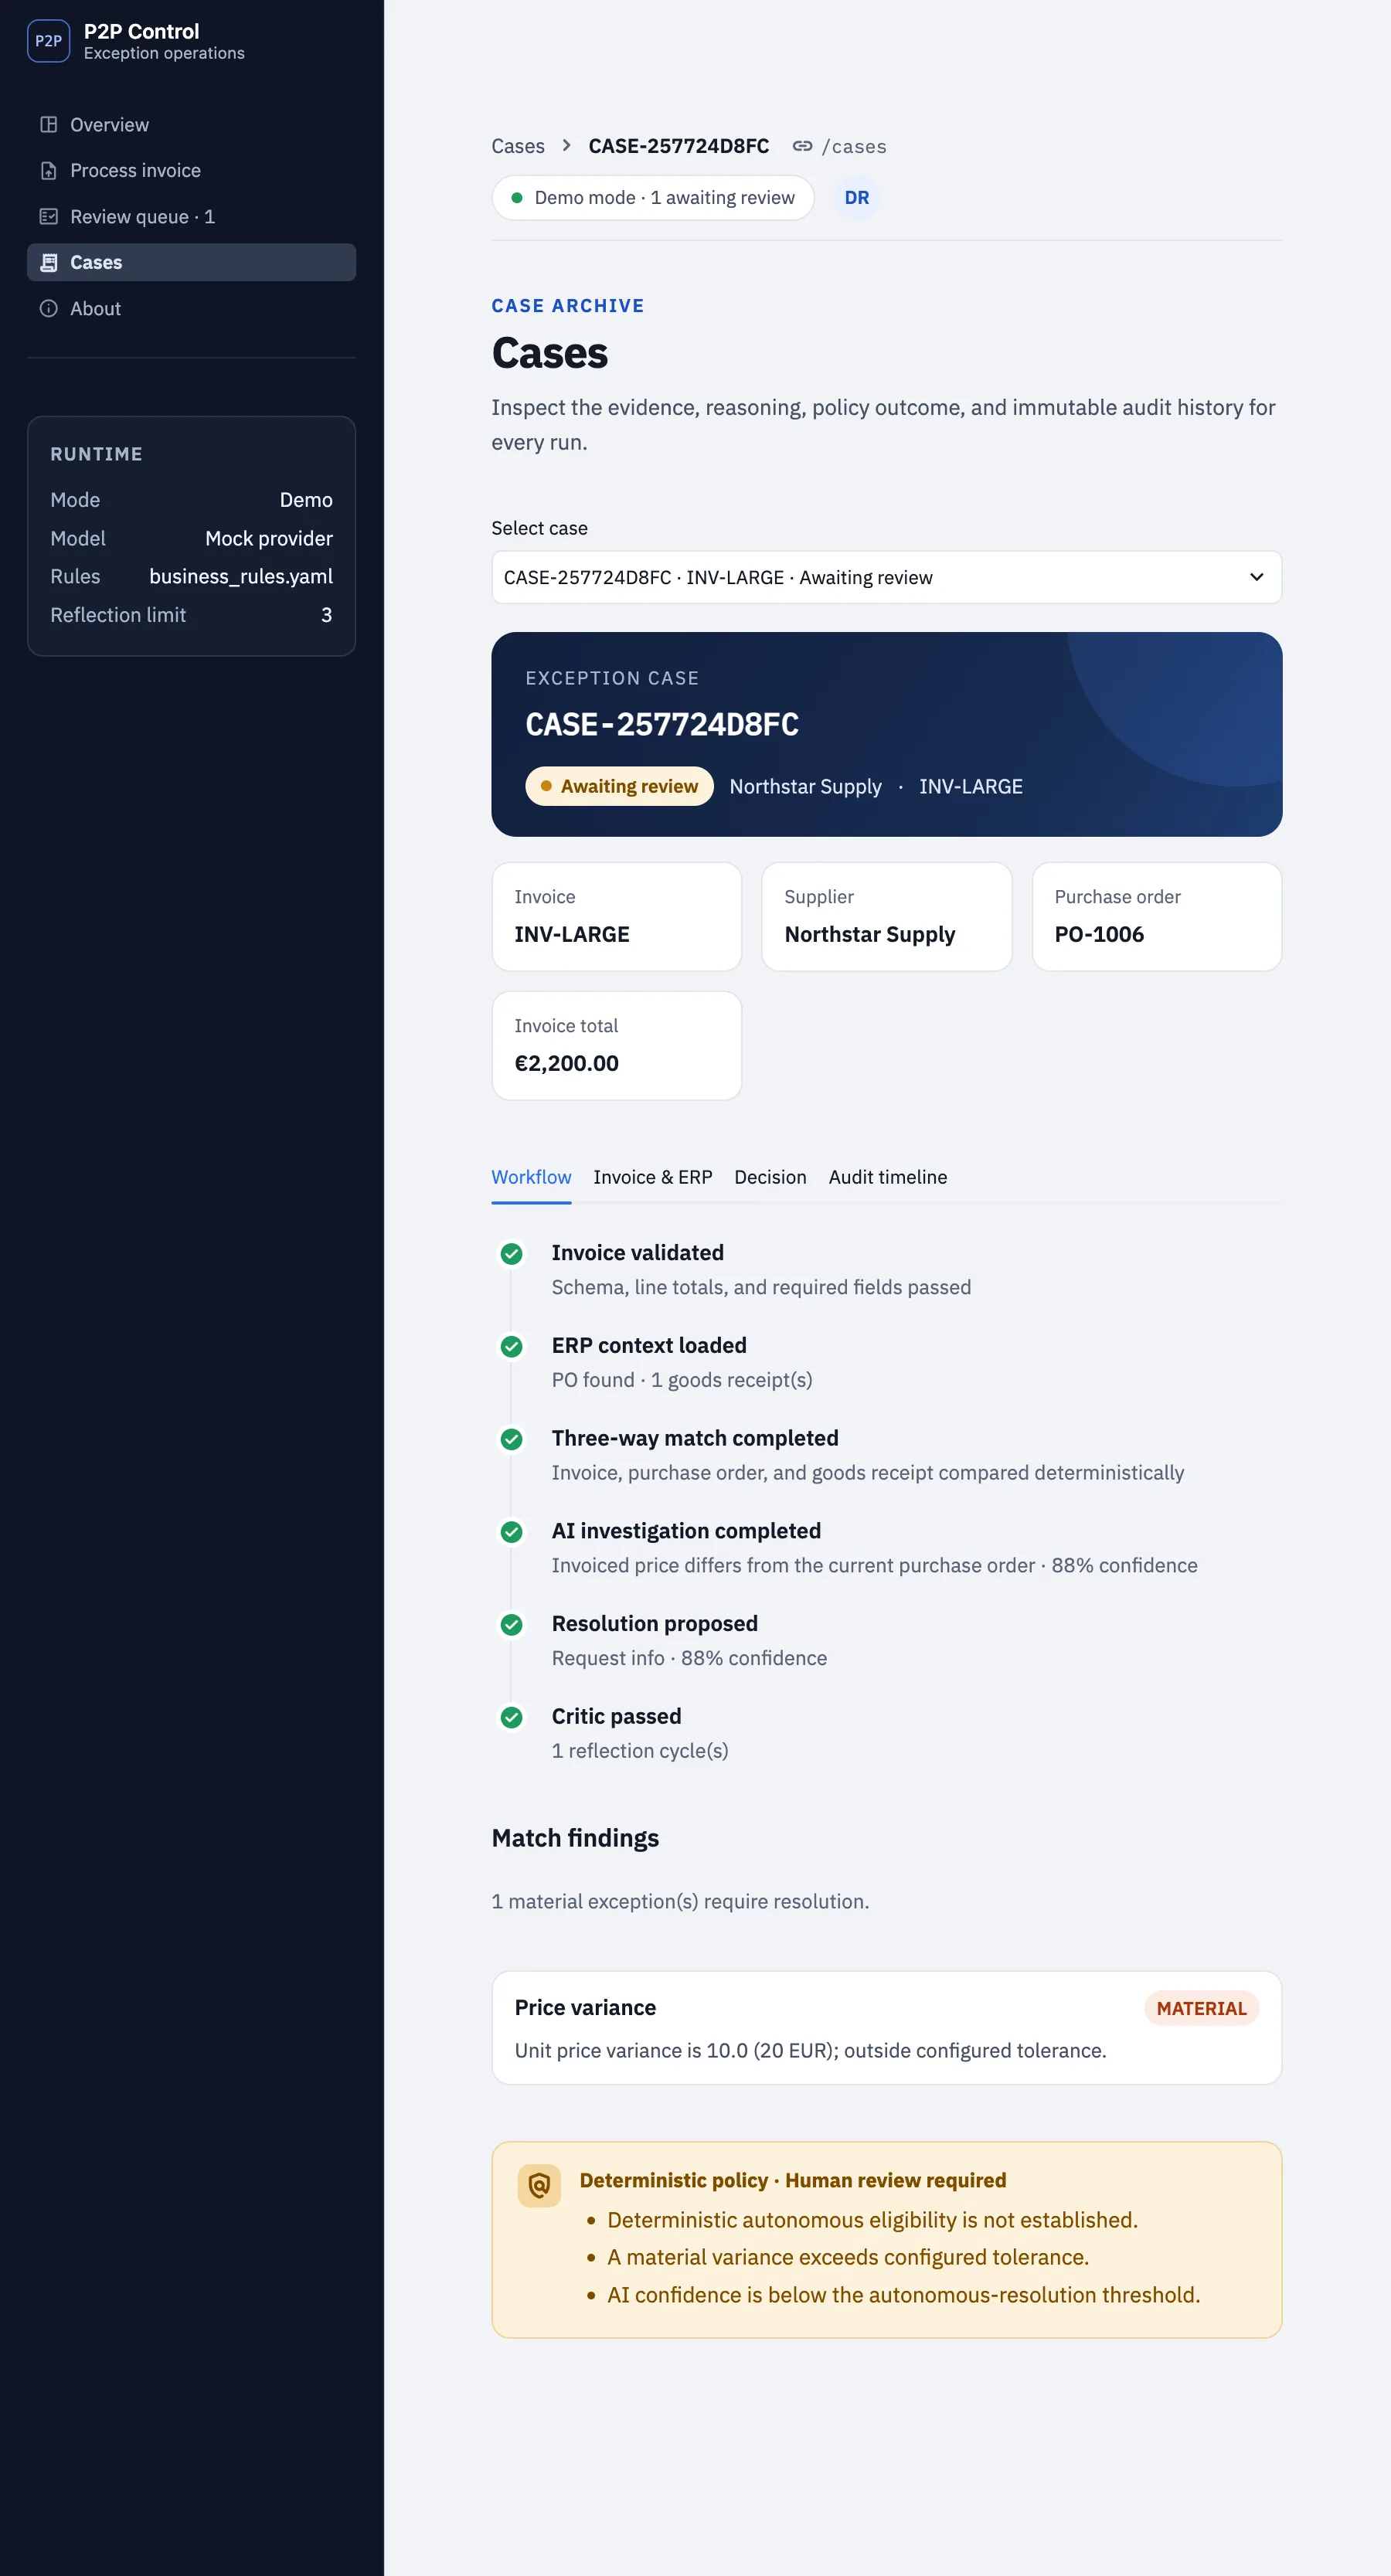 P2P
P2P Control
Exception operations
Overview
Process invoice
Review queue · 1
Cases
About
RUNTIME
Mode Demo
Model Mock provider
Rules business_rules.yaml
Reflection limit 3
Cases > CASE-257724D8FC /cases
Demo mode · 1 awaiting review DR
CASE ARCHIVE
Cases
Inspect the evidence, reasoning, policy outcome, and immutable audit history for
every run.
Select case
CASE-257724D8FC · INV-LARGE · Awaiting review
EXCEPTION CASE
CASE-257724D8FC
Awaiting review Northstar Supply · INV-LARGE
Invoice
INV-LARGE
Supplier
Northstar Supply
Purchase order
PO-1006
Invoice total
€2,200.00
Workflow Invoice & ERP Decision Audit timeline
Invoice validated
Schema, line totals, and required fields passed
ERP context loaded
PO found · 1 goods receipt(s)
Three-way match completed
Invoice, purchase order, and goods receipt compared deterministically
AI investigation completed
Invoiced price differs from the current purchase order · 88% confidence
Resolution proposed
Request info · 88% confidence
Critic passed
1 reflection cycle(s)
Match findings
1 material exception(s) require resolution.
Price variance MATERIAL
Unit price variance is 10.0 (20 EUR); outside configured tolerance.
Deterministic policy · Human review required
• Deterministic autonomous eligibility is not established.
• A material variance exceeds configured tolerance.
• AI confidence is below the autonomous-resolution threshold.